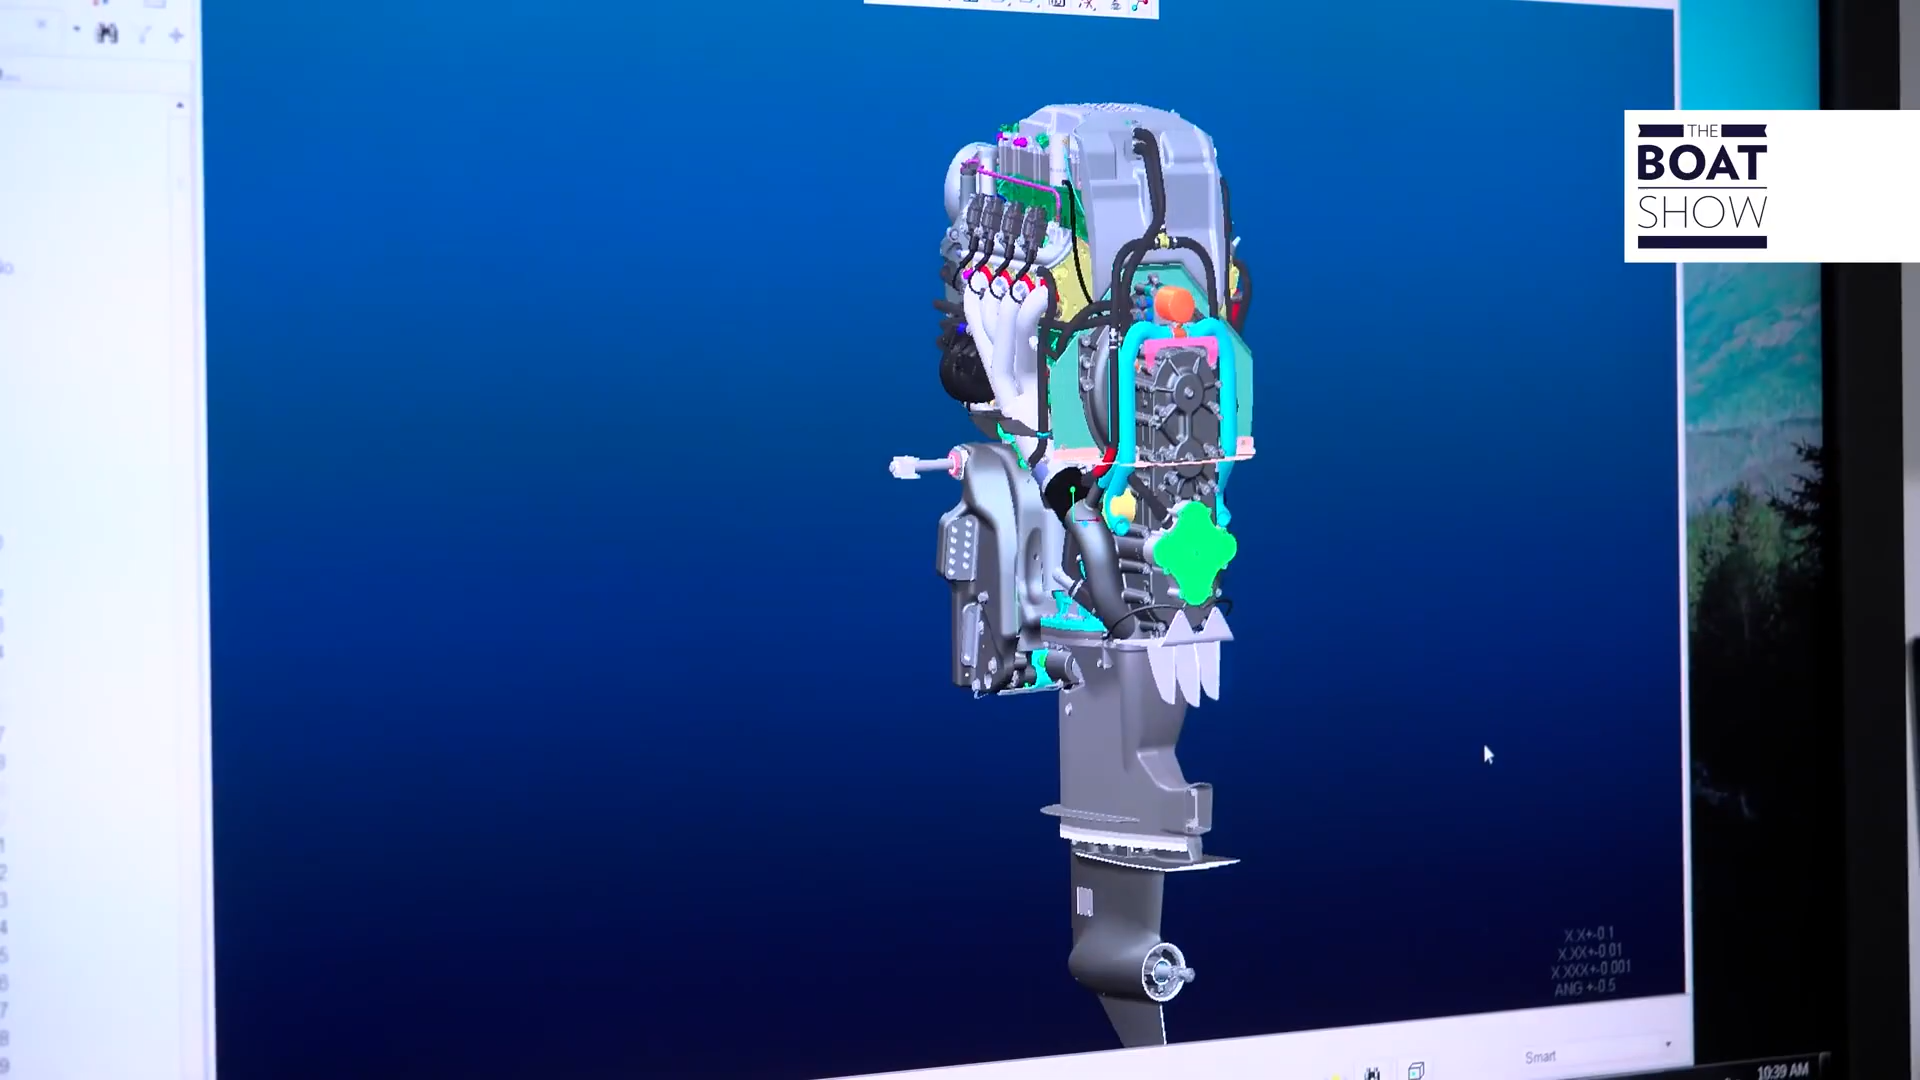 THE
BOAT
SHOW
X.X+-0.1
X.XX+-0.01
X.XXX+-0.001
ANG +-0.5
Smart
10:39 AM